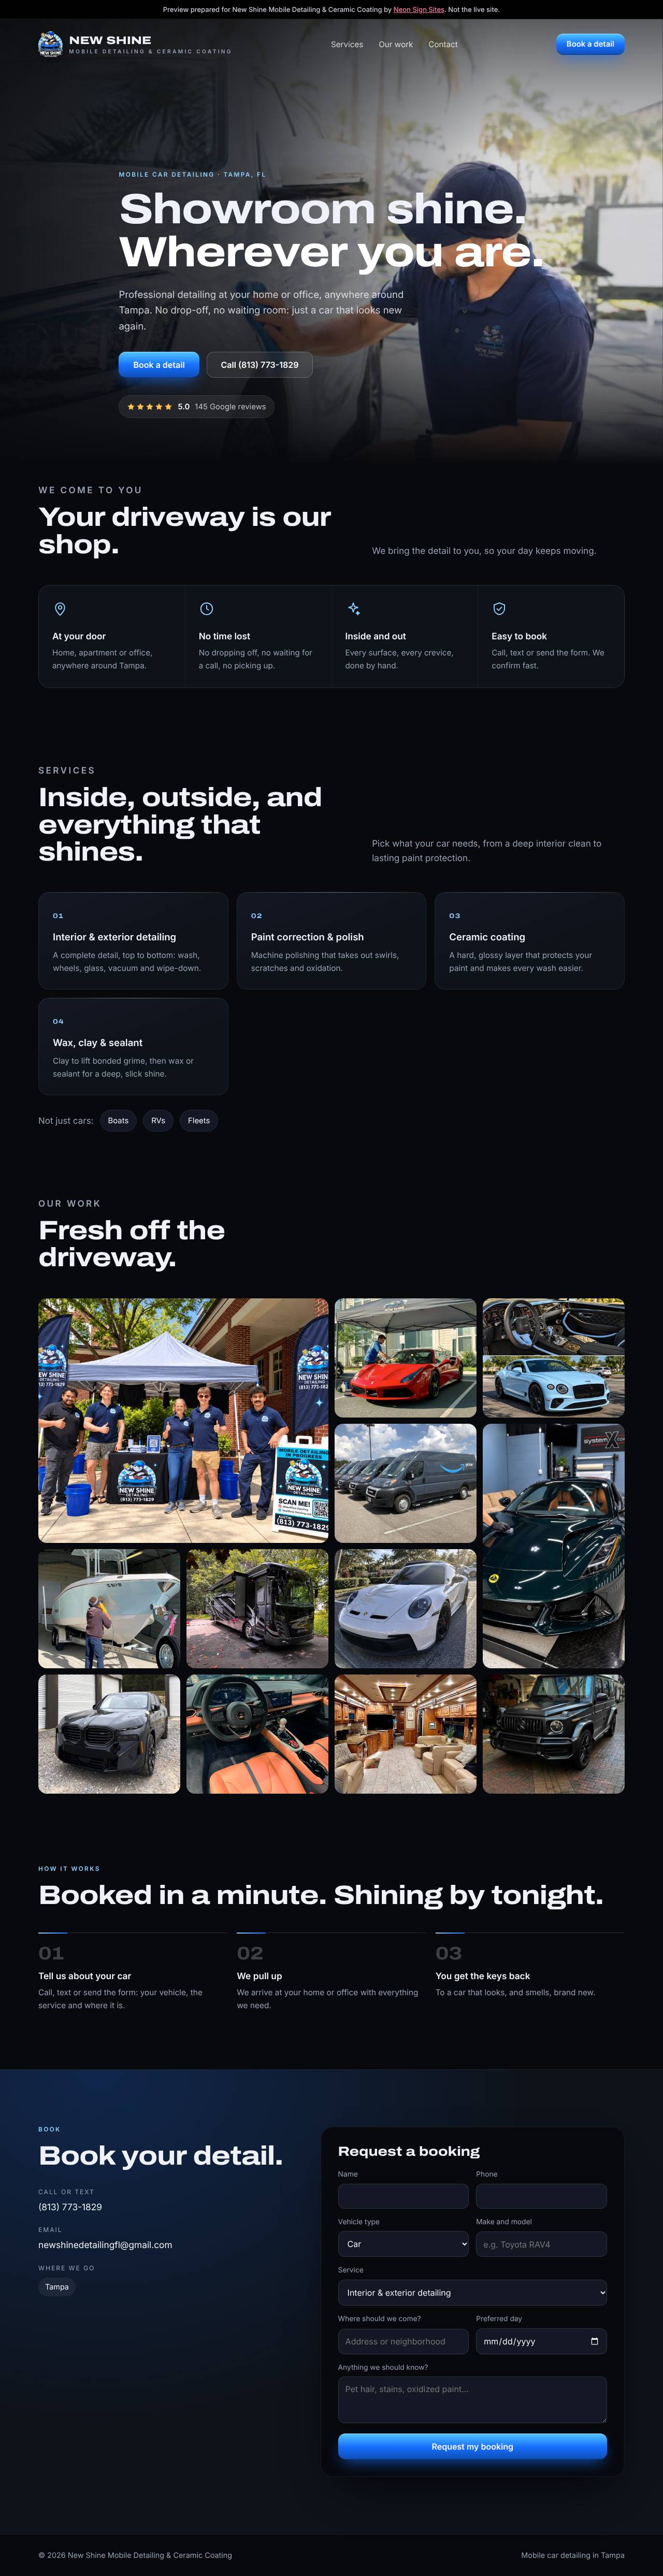 Preview prepared for New Shine Mobile Detailing & Ceramic Coating by Neon Sign Sites. Not the live site.
NEW SHINE
MOBILE DETAILING & CERAMIC COATING
Services
Our work
Contact
Book a detail
MOBILE CAR DETAILING · TAMPA, FL
Showroom shine.
Wherever you are.
Professional detailing at your home or office, anywhere around
Tampa. No drop-off, no waiting room: just a car that looks new
again.
Book a detail
Call (813) 773-1829
5.0 145 Google reviews
WE COME TO YOU
Your driveway is our
shop.
We bring the detail to you, so your day keeps moving.
At your door
Home, apartment or office,
anywhere around Tampa.
No time lost
No dropping off, no waiting for
a call, no picking up.
Inside and out
Every surface, every crevice,
done by hand.
Easy to book
Call, text or send the form. We
confirm fast.
SERVICES
Inside, outside, and
everything that
shines.
Pick what your car needs, from a deep interior clean to
lasting paint protection.
01
Interior & exterior detailing
A complete detail, top to bottom: wash,
wheels, glass, vacuum and wipe-down.
02
Paint correction & polish
Machine polishing that takes out swirls,
scratches and oxidation.
03
Ceramic coating
A hard, glossy layer that protects your
paint and makes every wash easier.
04
Wax, clay & sealant
Clay to lift bonded grime, then wax or
sealant for a deep, slick shine.
Not just cars:
Boats
RVs
Fleets
OUR WORK
Fresh off the
driveway.
NEW SHINE
DETAILING
(813) 773-1829
MOBILE DETAILING
IN PROGRESS
NEW SHINE
DETAILING
SCAN ME!
(813) 773-1829
system X
HOW IT WORKS
Booked in a minute. Shining by tonight.
01
Tell us about your car
Call, text or send the form: your vehicle, the
service and where it is.
02
We pull up
We arrive at your home or office with everything
we need.
03
You get the keys back
To a car that looks, and smells, brand new.
BOOK
Book your detail.
CALL OR TEXT
(813) 773-1829
EMAIL
newshinedetailingfl@gmail.com
WHERE WE GO
Tampa
Request a booking
Name
Phone
Vehicle type
Make and model
Car
e.g. Toyota RAV4
Service
Interior & exterior detailing
Where should we come?
Preferred day
Address or neighborhood
mm/dd/yyyy
Anything we should know?
Pet hair, stains, oxidized paint...
Request my booking
© 2026 New Shine Mobile Detailing & Ceramic Coating
Mobile car detailing in Tampa